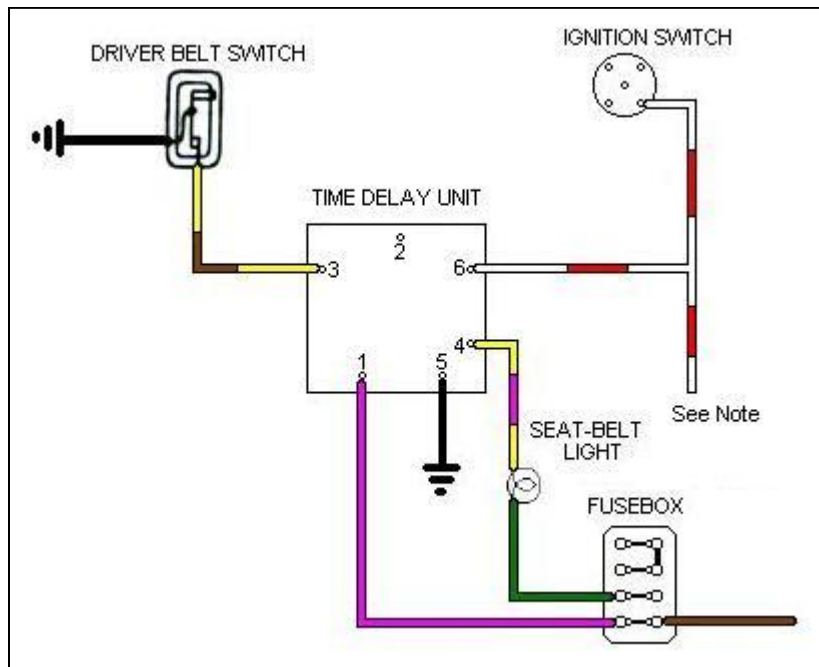 DRIVER BELT SWITCH
IGNITION SWITCH
TIME DELAY UNIT
2
3
6
4
1
5
See Note
SEAT-BELT
LIGHT
FUSEBOX